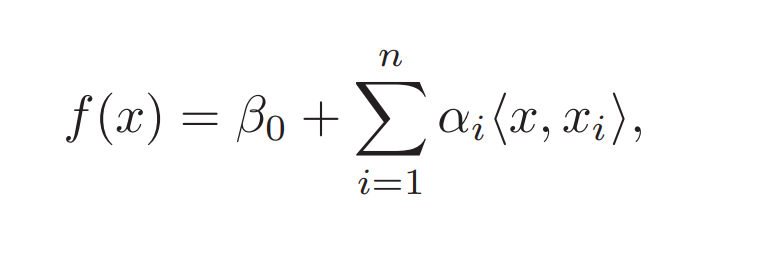 f(x) = β₀ + ∑ᵢ₌₁ⁿ αᵢ⟨x, xᵢ⟩,